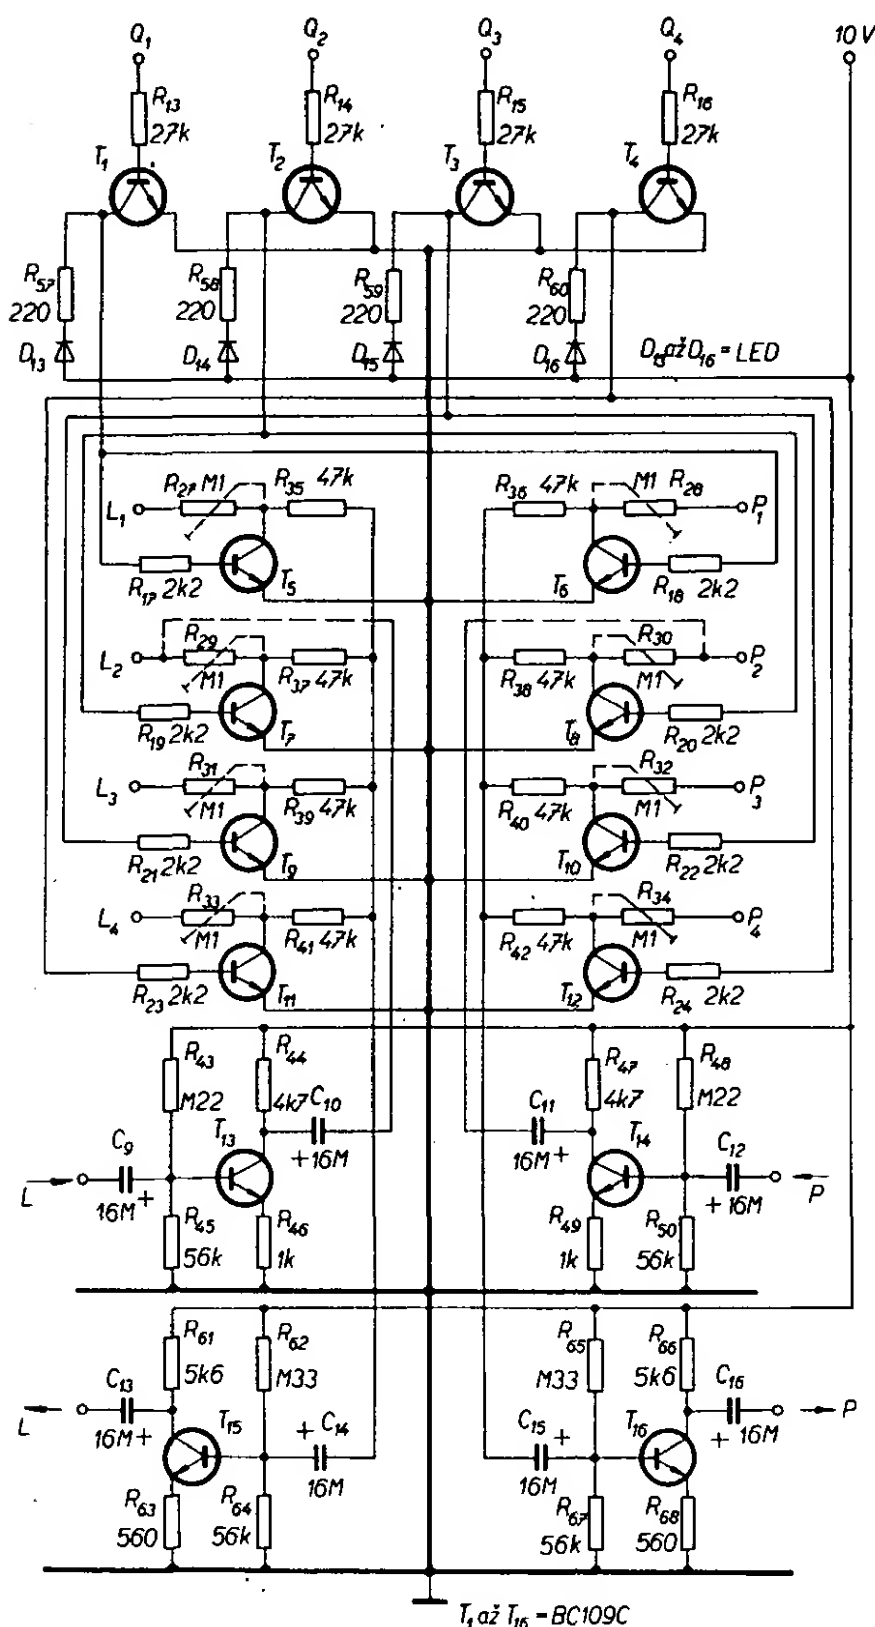 Q1 Q2 Q3 Q4 10 V
R13 R14 R15 R16
27k 27k 27k 27k
T1 T2 T3 T4
R57 R58 R59 R60
220 220 220 220
D13 D14 D15 D16 D13 až D16 = LED
R27 M1 R35 47k R36 47k M1 R28
L1 P1
R17 2k2 T5 T6 R18 2k2
R29 R30
L2 M1 R37 47k R38 47k M1 P2
R19 2k2 T7 T8 R20 2k2
R31 R32
L3 M1 R39 47k R40 47k M1 P3
R21 2k2 T9 T10 R22 2k2
R33 R34
L4 M1 R41 47k R42 47k M1 P4
R23 2k2 T11 T12 R24 2k2
R43 R44 R47 R48
M22 4k7 C10 C11 4k7 M22
C9 T13 + 16M 16M + T14 C12
L 16M + + 16M P
R45 R46 R49 R50
56k 1k 1k 56k
R61 R62 R65 R66
5k6 M33 M33 5k6
C13 T15 + C14 C15 + T16 C16
L 16M + 16M 16M + 16M P
R63 R64 R67 R68
560 56k 56k 560
T1 až T16 = BC109C